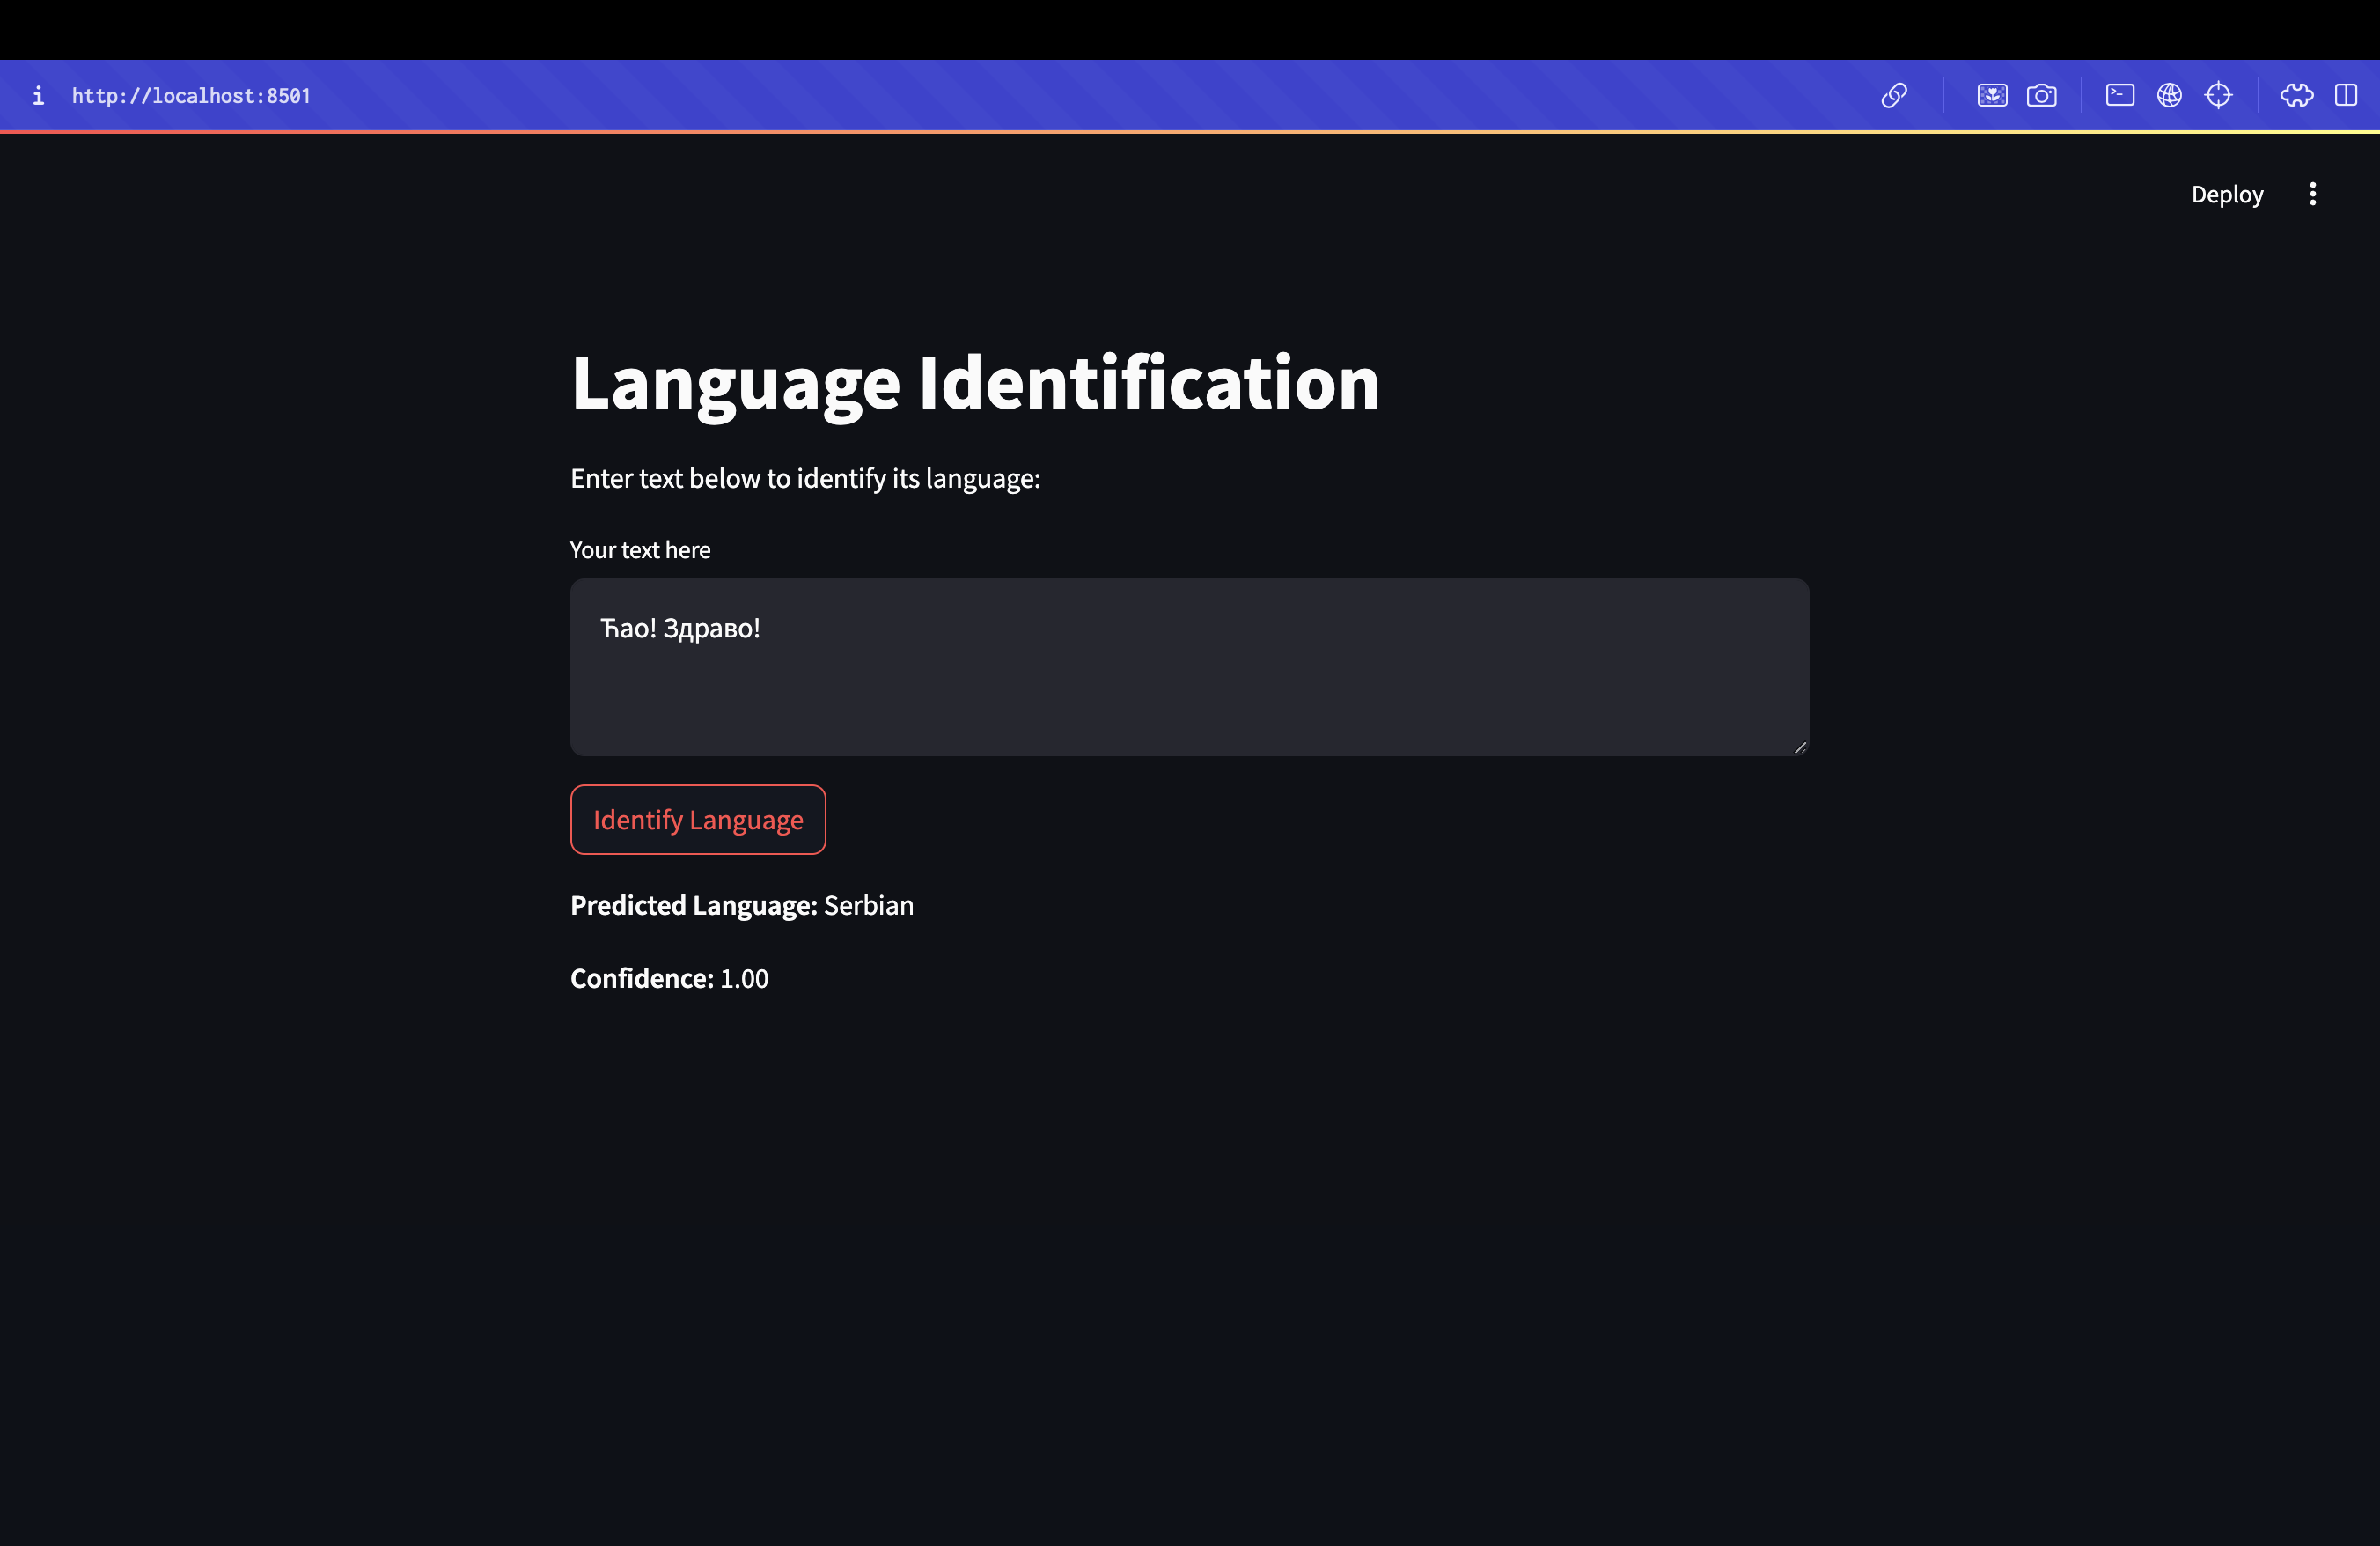 http://localhost:8501
Deploy
Language Identification
Enter text below to identify its language:
Your text here
Ћао! Здраво!
Identify Language
Predicted Language: Serbian
Confidence: 1.00